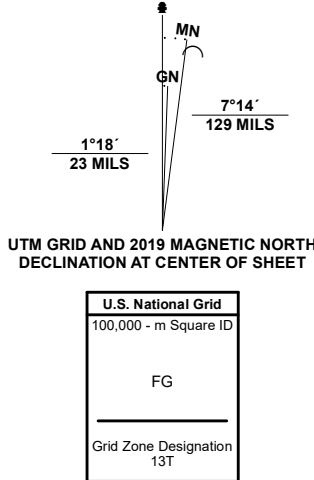 MN
GN
7°14´
129 MILS
1°18´
23 MILS
UTM GRID AND 2019 MAGNETIC NORTH
DECLINATION AT CENTER OF SHEET
U.S. National Grid
100,000 - m Square ID
FG
Grid Zone Designation
13T